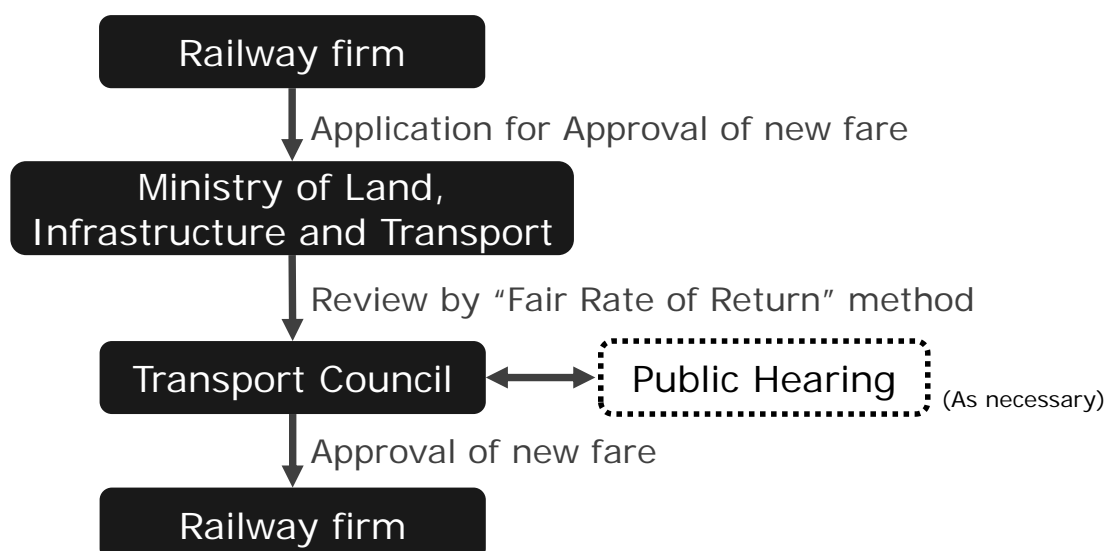 Railway firm
Application for Approval of new fare
Ministry of Land,
Infrastructure and Transport
Review by “Fair Rate of Return” method
Transport Council
Public Hearing
(As necessary)
Approval of new fare
Railway firm